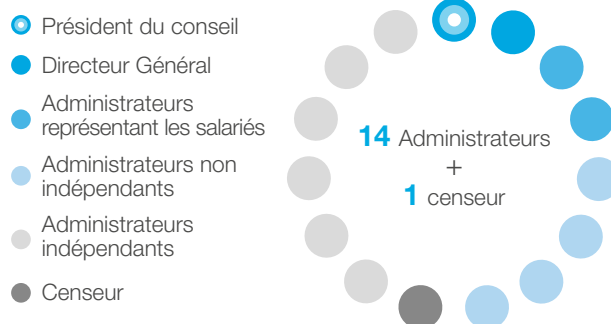 Président du conseil
Directeur Général
Administrateurs
représentant les salariés
Administrateurs non
indépendants
Administrateurs
indépendants
Censeur
14 Administrateurs
+
1 censeur